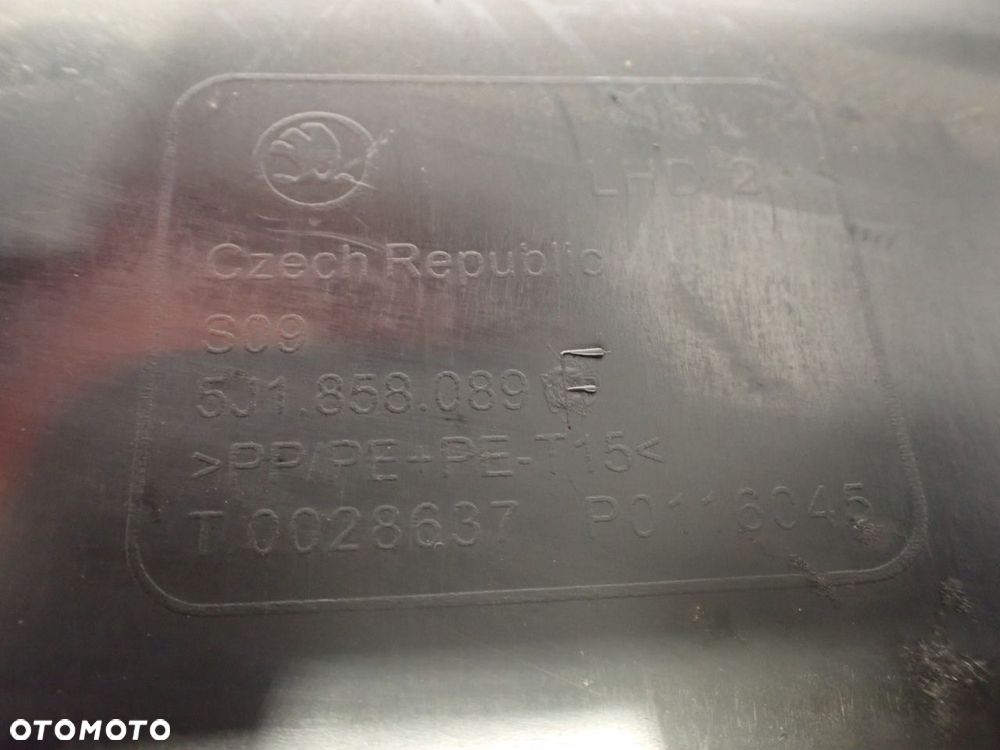 LHD 2
Czech Republic
S09
5J1.858.089
>PP/PE+PE-T15<
T.0028637 P0116045
OTOMOTO